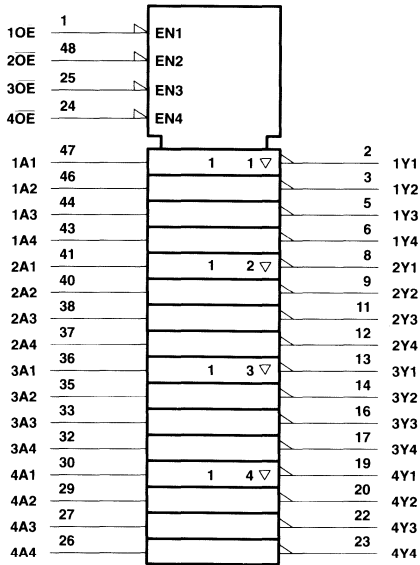 1OE 1 EN1
2OE 48 EN2
3OE 25 EN3
4OE 24 EN4
1A1 47 1 1 ▽ 2 1Y1
1A2 46 3 1Y2
1A3 44 5 1Y3
1A4 43 6 1Y4
2A1 41 1 2 ▽ 8 2Y1
2A2 40 9 2Y2
2A3 38 11 2Y3
2A4 37 12 2Y4
3A1 36 1 3 ▽ 13 3Y1
3A2 35 14 3Y2
3A3 33 16 3Y3
3A4 32 17 3Y4
4A1 30 1 4 ▽ 19 4Y1
4A2 29 20 4Y2
4A3 27 22 4Y3
4A4 26 23 4Y4